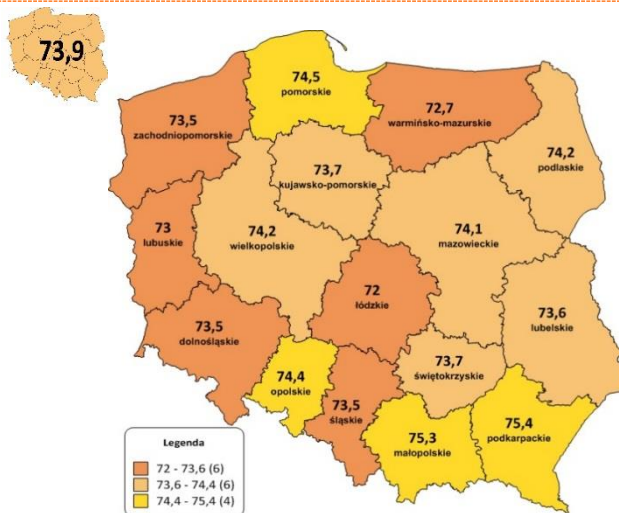 73,9
74,5
pomorskie
73,5
zachodniopomorskie
72,7
warmińsko-mazurskie
74,2
podlaskie
73,7
kujawsko-pomorskie
73
lubuskie
74,2
wielkopolskie
74,1
mazowieckie
72
łódzkie
73,6
lubelskie
73,5
dolnośląskie
74,4
opolskie
73,5
śląskie
73,7
świętokrzyskie
75,3
małopolskie
75,4
podkarpackie
Legenda
72 - 73,6 (6)
73,6 - 74,4 (6)
74,4 - 75,4 (4)